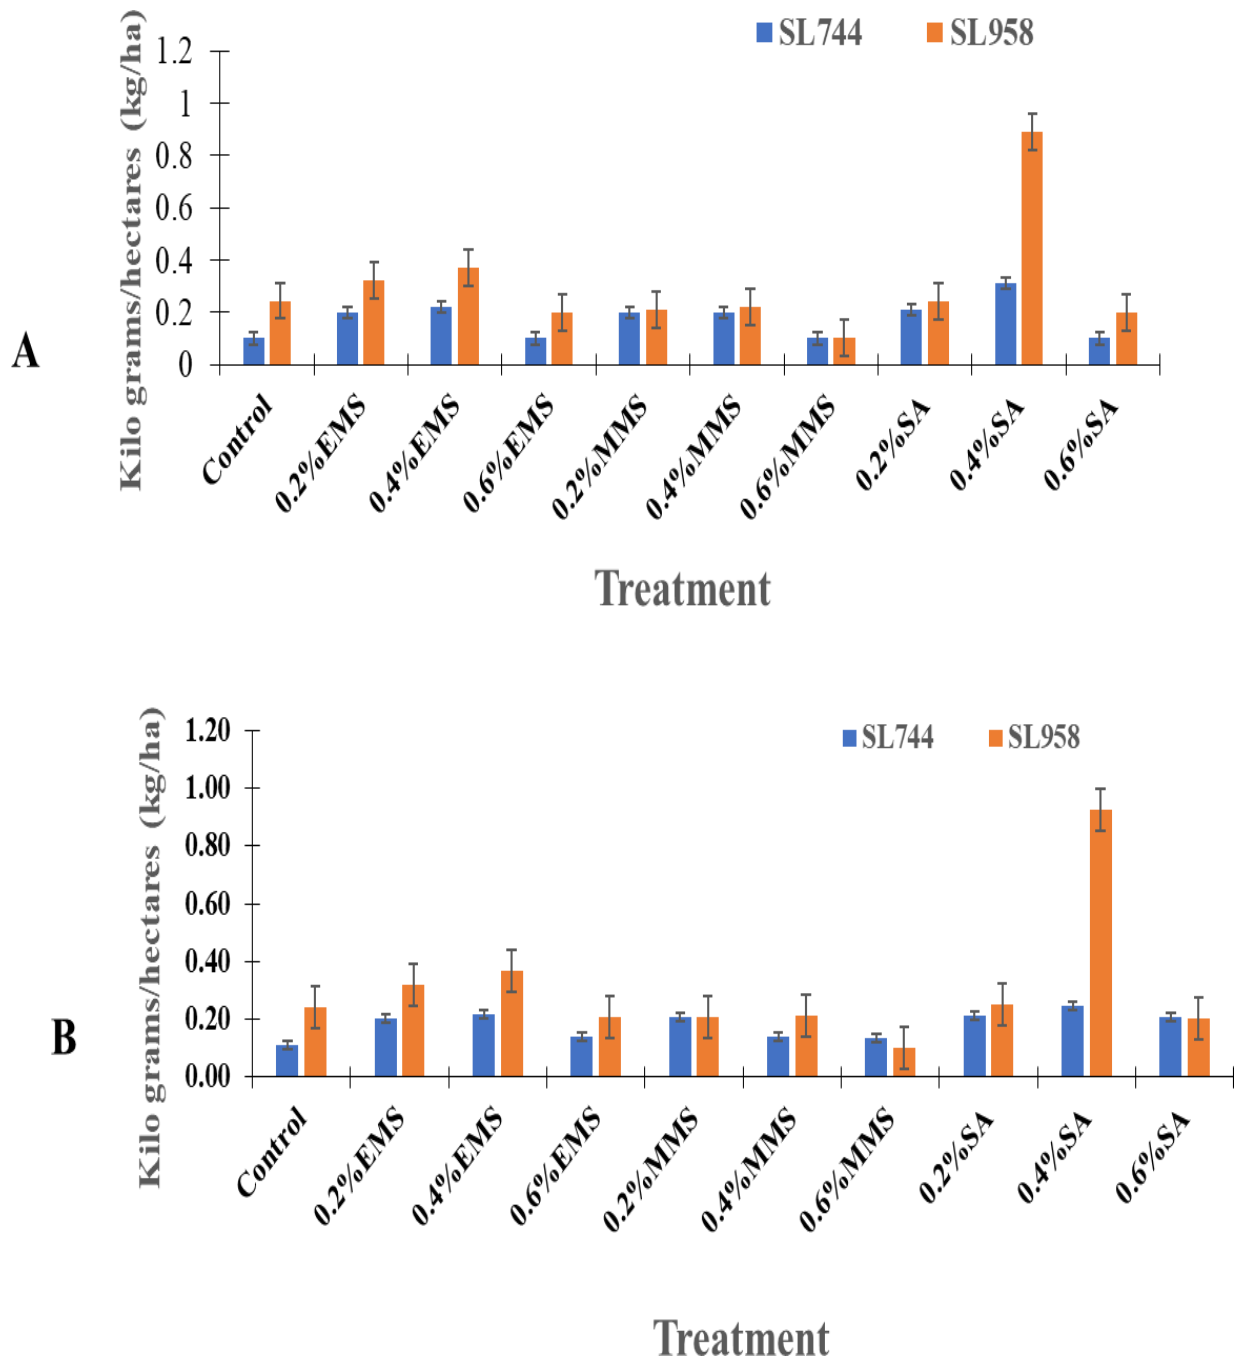 SL744 SL958
Kilo grams/hectares (kg/ha)
1.2
1
0.8
0.6
0.4
0.2
0
A
Control
0.2%EMS
0.4%EMS
0.6%EMS
0.2%MMS
0.4%MMS
0.6%MMS
0.2%SA
0.4%SA
0.6%SA
Treatment
SL744 SL958
Kilo grams/hectares (kg/ha)
1.20
1.00
0.80
0.60
0.40
0.20
0.00
B
Control
0.2%EMS
0.4%EMS
0.6%EMS
0.2%MMS
0.4%MMS
0.6%MMS
0.2%SA
0.4%SA
0.6%SA
Treatment